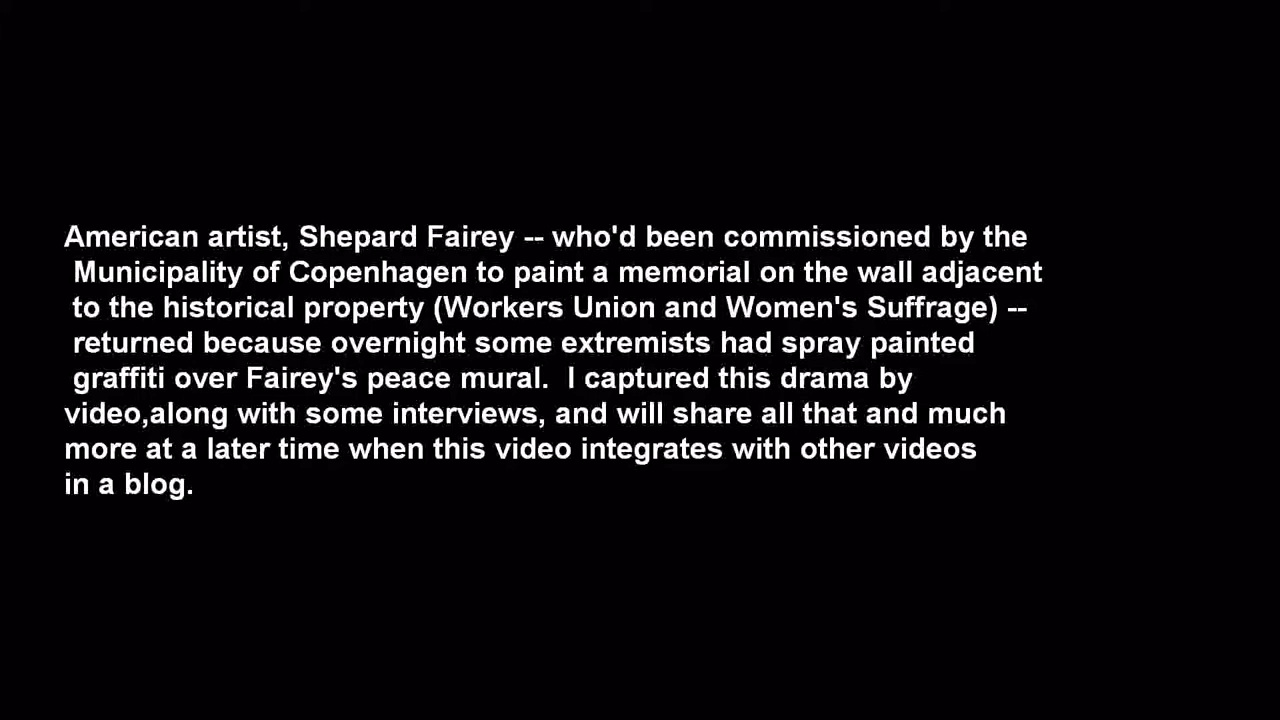 American artist, Shepard Fairey -- who'd been commissioned by the
Municipality of Copenhagen to paint a memorial on the wall adjacent
to the historical property (Workers Union and Women's Suffrage) --
returned because overnight some extremists had spray painted
graffiti over Fairey's peace mural.  I captured this drama by
video,along with some interviews, and will share all that and much
more at a later time when this video integrates with other videos
in a blog.